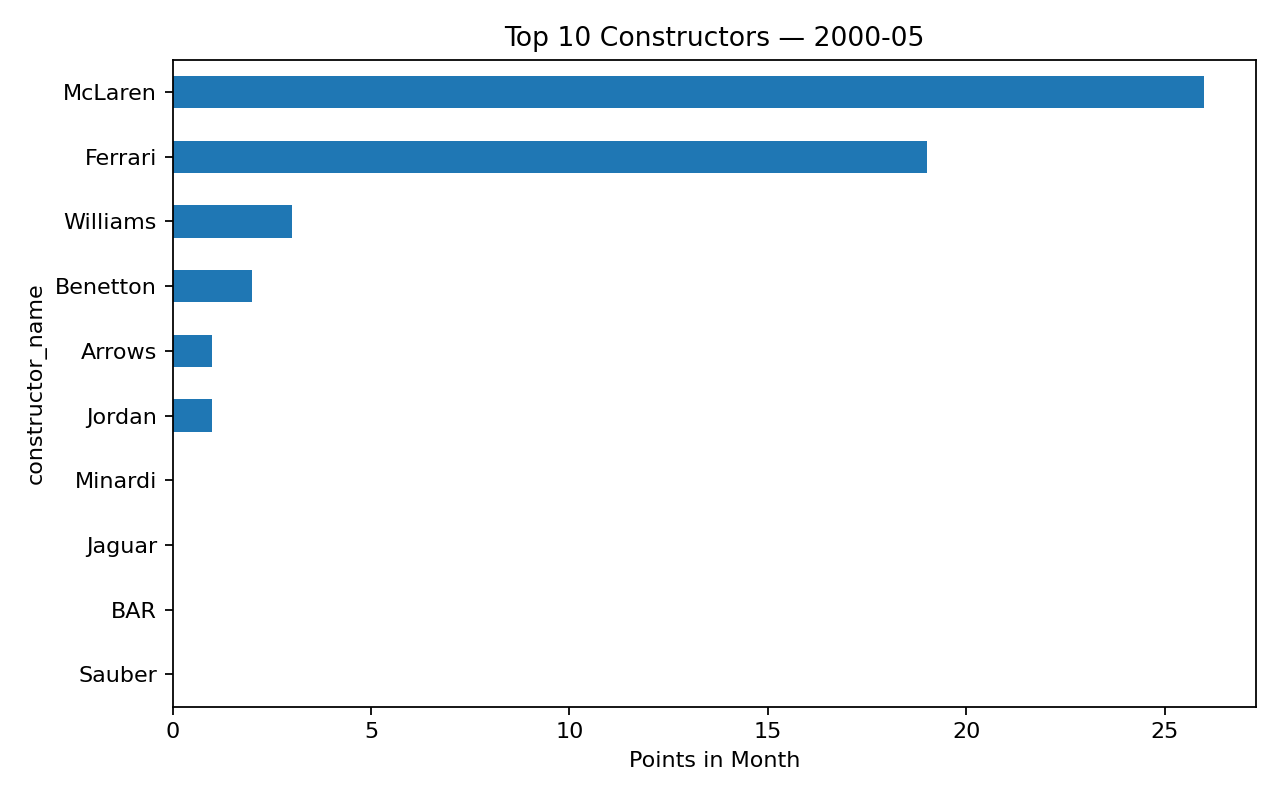 Top 10 Constructors — 2000-05
constructor_name
McLaren
Ferrari
Williams
Benetton
Arrows
Jordan
Minardi
Jaguar
BAR
Sauber
0 5 10 15 20 25
Points in Month